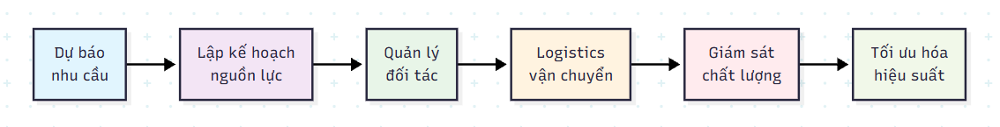 Dự báo
nhu cầu
Lập kế hoạch
nguồn lực
Quản lý
đối tác
Logistics
vận chuyển
Giám sát
chất lượng
Tối ưu hóa
hiệu suất